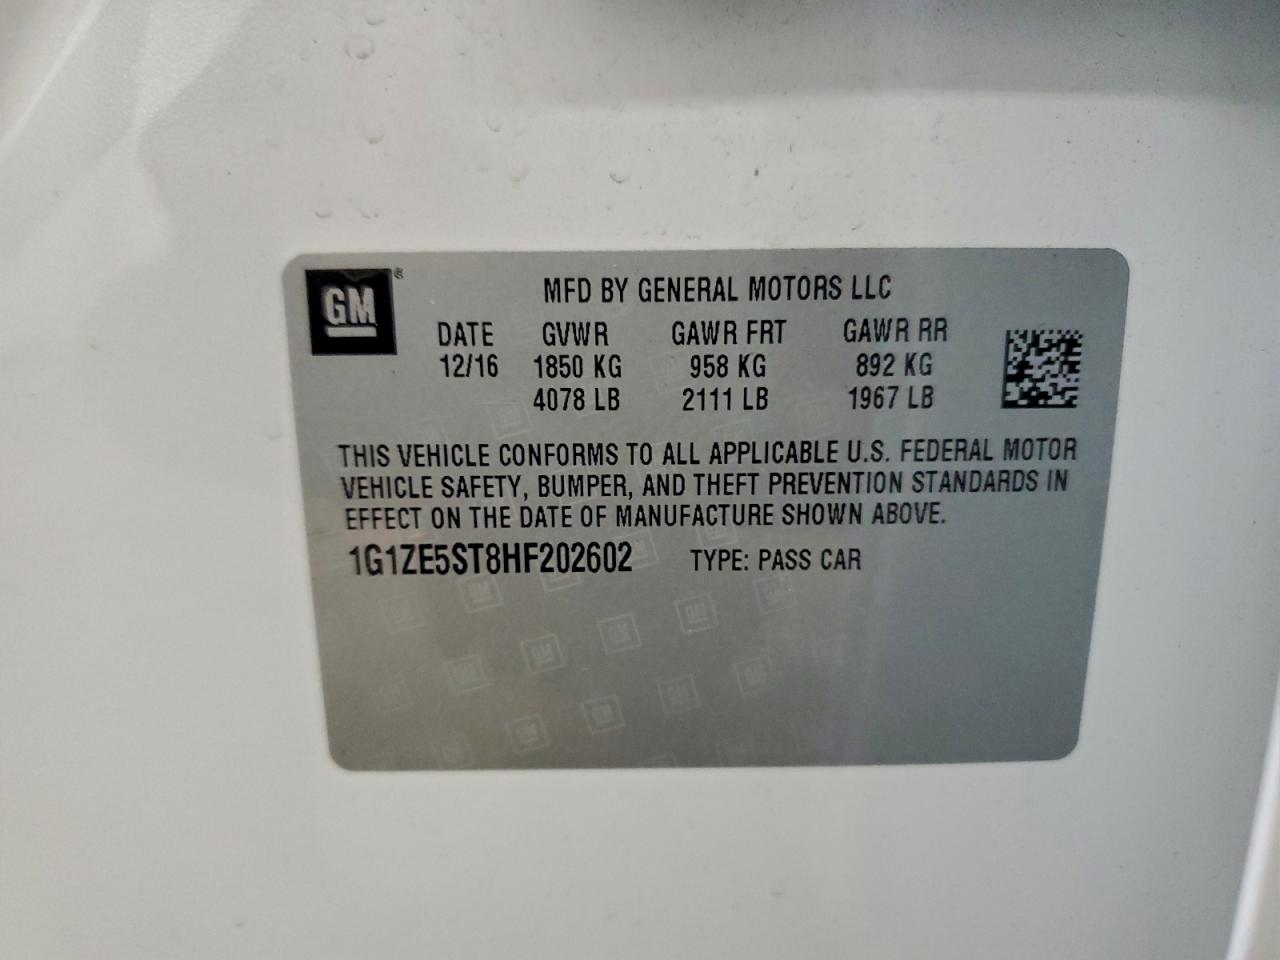 GM®
MFD BY GENERAL MOTORS LLC
DATE GVWR GAWR FRT GAWR RR
12/16 1850 KG 958 KG 892 KG
4078 LB 2111 LB 1967 LB
THIS VEHICLE CONFORMS TO ALL APPLICABLE U.S. FEDERAL MOTOR
VEHICLE SAFETY, BUMPER, AND THEFT PREVENTION STANDARDS IN
EFFECT ON THE DATE OF MANUFACTURE SHOWN ABOVE.
1G1ZE5ST8HF202602 TYPE: PASS CAR